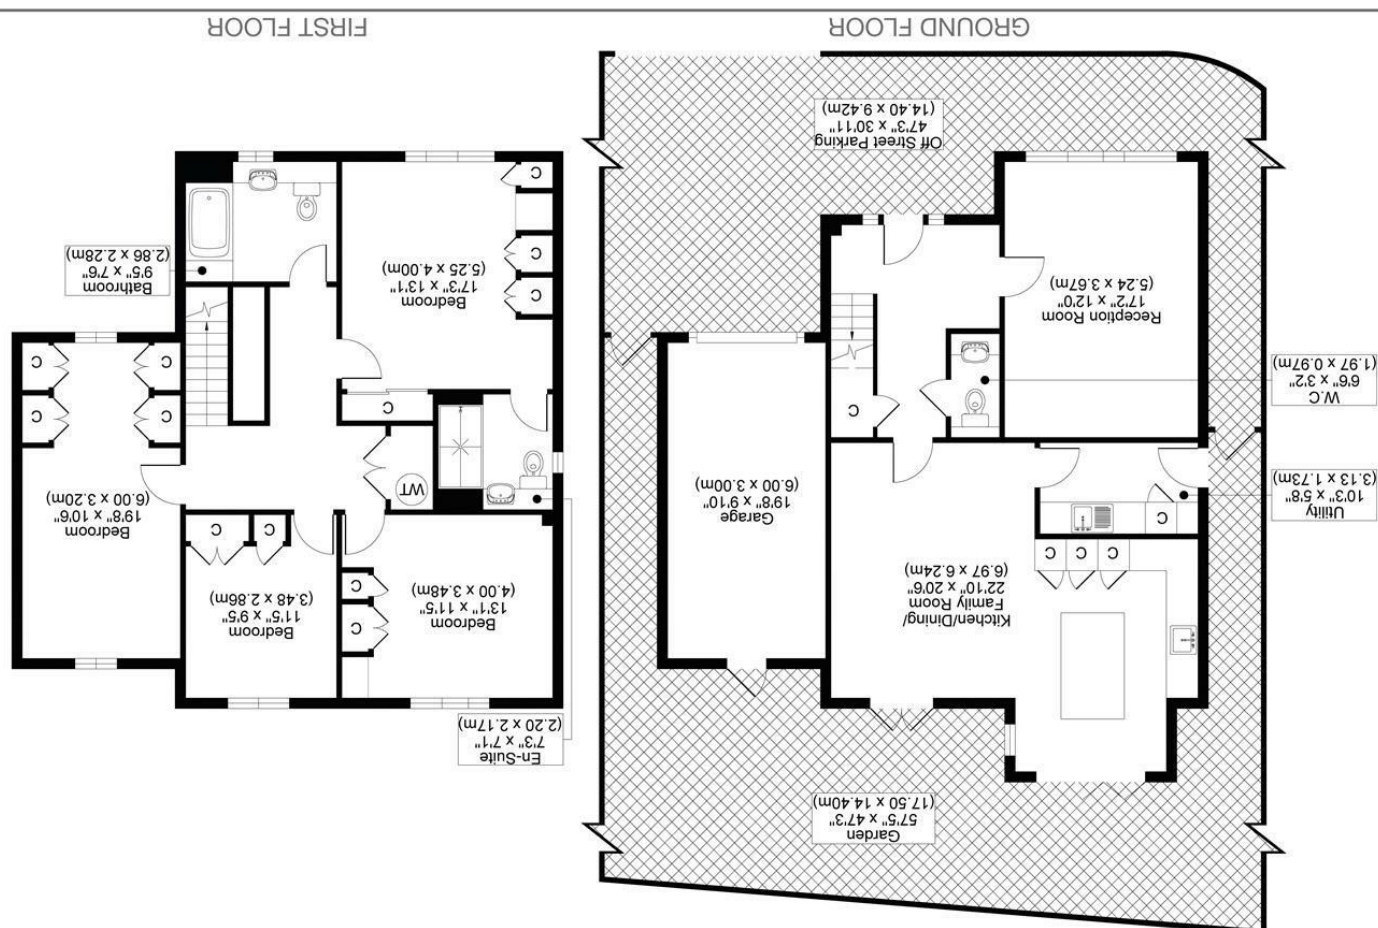 Garden
57'5" x 47'3"
(17.50 x 14.40m)
Kitchen/Dining/
Family Room
22'10" x 20'6"
(6.97 x 6.24m)
C
C
C
Utility
10'3" x 5'8"
(3.13 x 1.73m)
C
W.C
6'6" x 3'2"
(1.97 x 0.97m)
C
Garage
19'8" x 9'10"
(6.00 x 3.00m)
Reception Room
17'2" x 12'0"
(5.24 x 3.67m)
Off Street Parking
47'3" x 30'11"
(14.40 x 9.42m)
GROUND FLOOR
En-Suite
7'3" x 7'1"
(2.20 x 2.17m)
Bedroom
13'1" x 11'5"
(4.00 x 3.48m)
C
C
Bedroom
11'5" x 9'5"
(3.48 x 2.86m)
C
C
Bedroom
19'8" x 10'6"
(6.00 x 3.20m)
C
C
C
C
WT
C
Bedroom
17'3" x 13'1"
(5.25 x 4.00m)
C
C
C
Bathroom
9'5" x 7'6"
(2.86 x 2.28m)
FIRST FLOOR